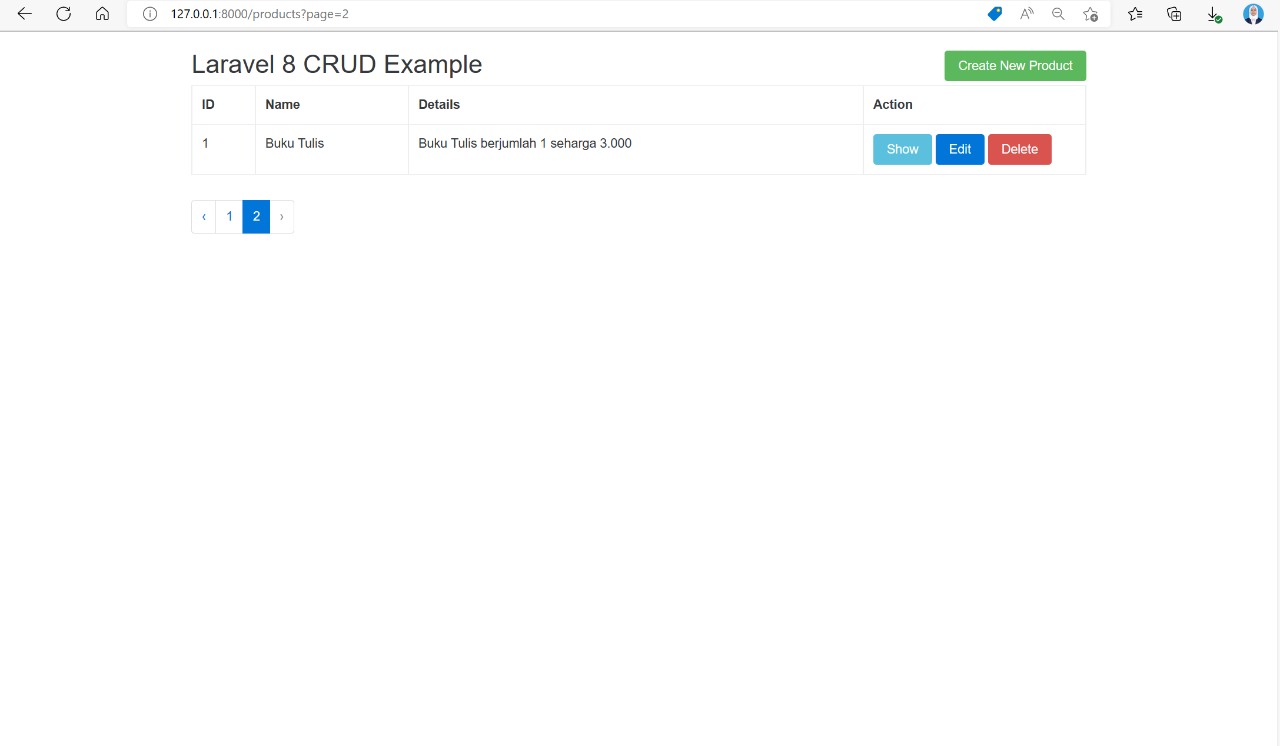 127.0.0.1:8000/products?page=2
Laravel 8 CRUD Example
Create New Product
ID Name Details Action
1 Buku Tulis Buku Tulis berjumlah 1 seharga 3.000 Show Edit Delete
‹ 1 2 ›